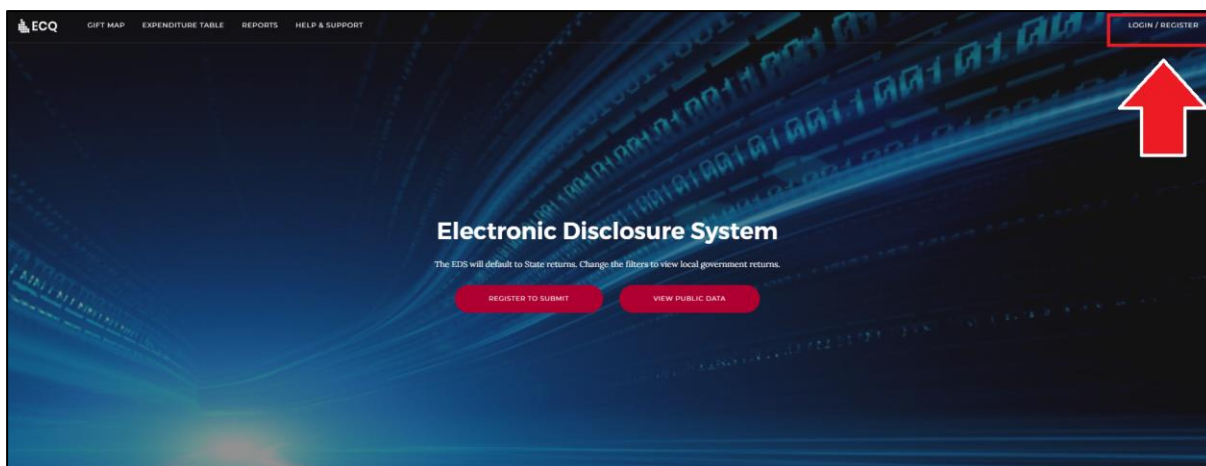 ECQ GIFT MAP EXPENDITURE TABLE REPORTS HELP & SUPPORT LOGIN / REGISTER
Electronic Disclosure System
The EDS will default to State returns. Change the filters to view local government returns.
REGISTER TO SUBMIT VIEW PUBLIC DATA